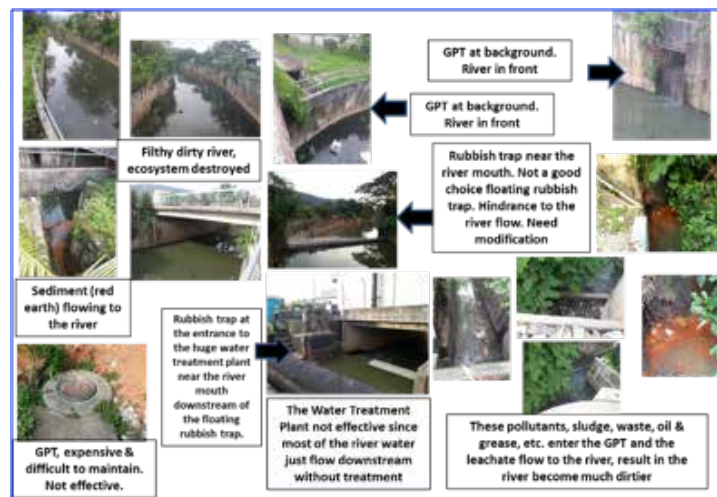 GPT at background.
River in front
GPT at background.
River in front
Filthy dirty river,
ecosystem destroyed
Rubbish trap near the
river mouth. Not a good
choice floating rubbish
trap. Hindrance to the
river flow. Need
modification
Sediment (red
earth) flowing to
the river
Rubbish trap at
the entrance to
the huge water
treatment plant
near the river
mouth
downstream of
the floating
rubbish trap.
GPT, expensive &
difficult to maintain.
Not effective.
The Water Treatment
Plant not effective since
most of the river water
just flow downstream
without treatment
These pollutants, sludge, waste, oil &
grease, etc. enter the GPT and the
leachate flow to the river, result in the
river become much dirtier